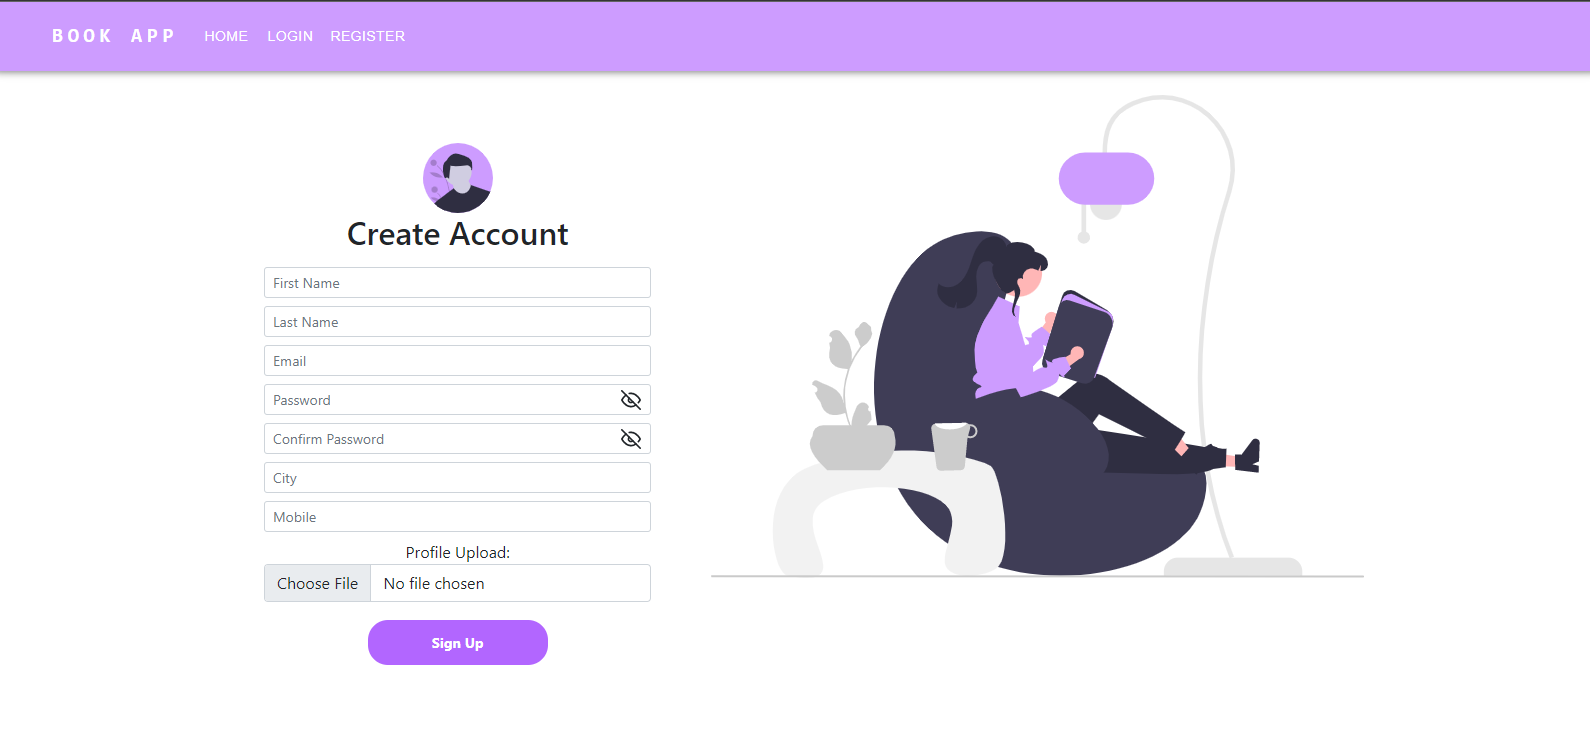 BOOK APP HOME LOGIN REGISTER
Create Account
First Name
Last Name
Email
Password
Confirm Password
City
Mobile
Profile Upload:
Choose File No file chosen
Sign Up